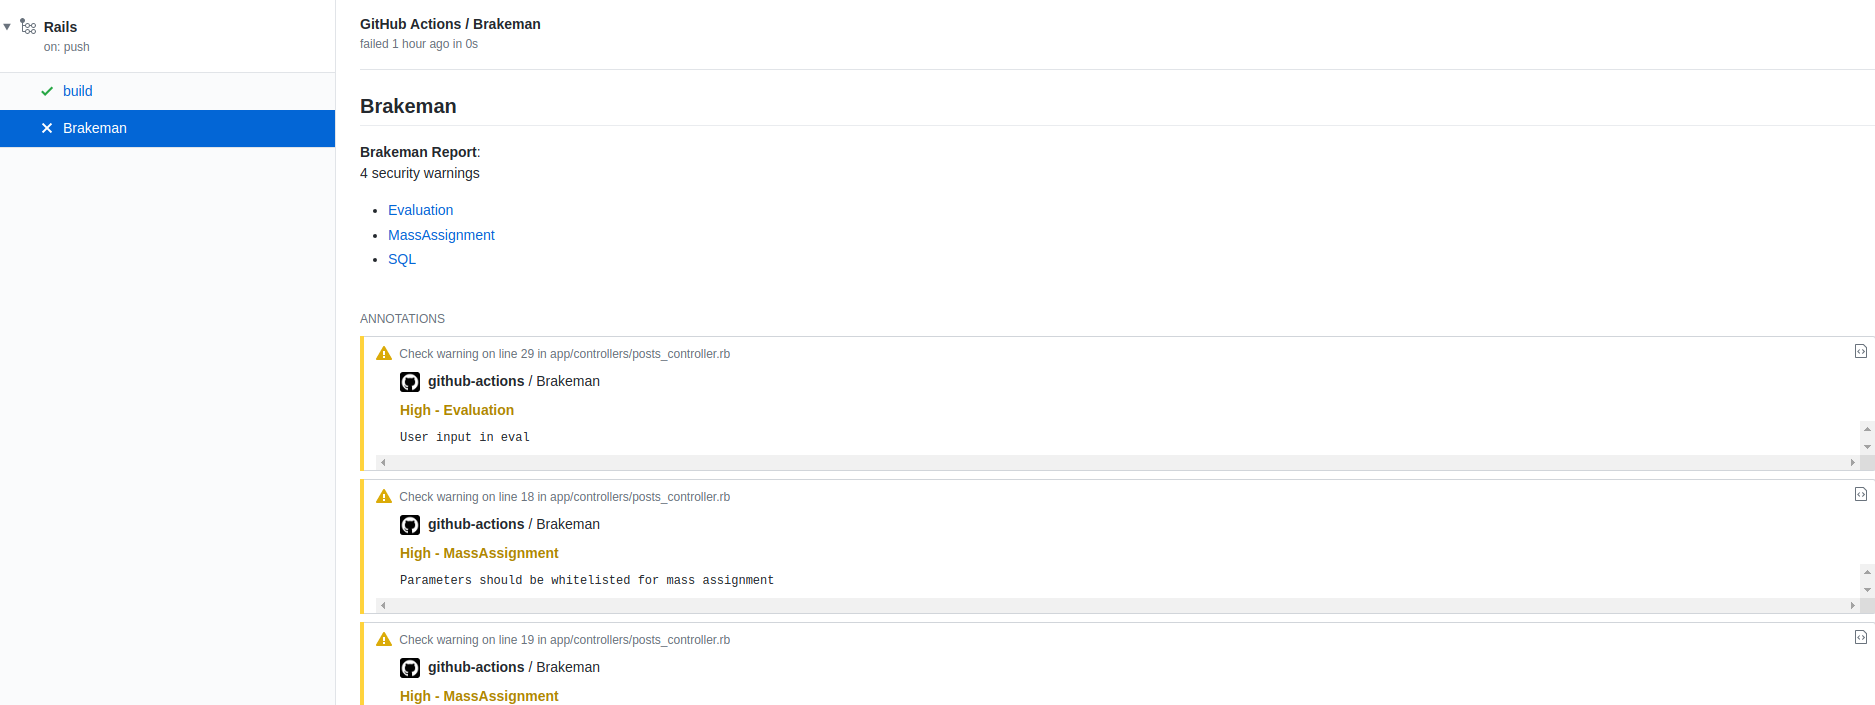 Rails
on: push
build
Brakeman
GitHub Actions / Brakeman
failed 1 hour ago in 0s
Brakeman
Brakeman Report:
4 security warnings
Evaluation
MassAssignment
SQL
ANNOTATIONS
Check warning on line 29 in app/controllers/posts_controller.rb
github-actions / Brakeman
High - Evaluation
User input in eval
Check warning on line 18 in app/controllers/posts_controller.rb
github-actions / Brakeman
High - MassAssignment
Parameters should be whitelisted for mass assignment
Check warning on line 19 in app/controllers/posts_controller.rb
github-actions / Brakeman
High - MassAssignment